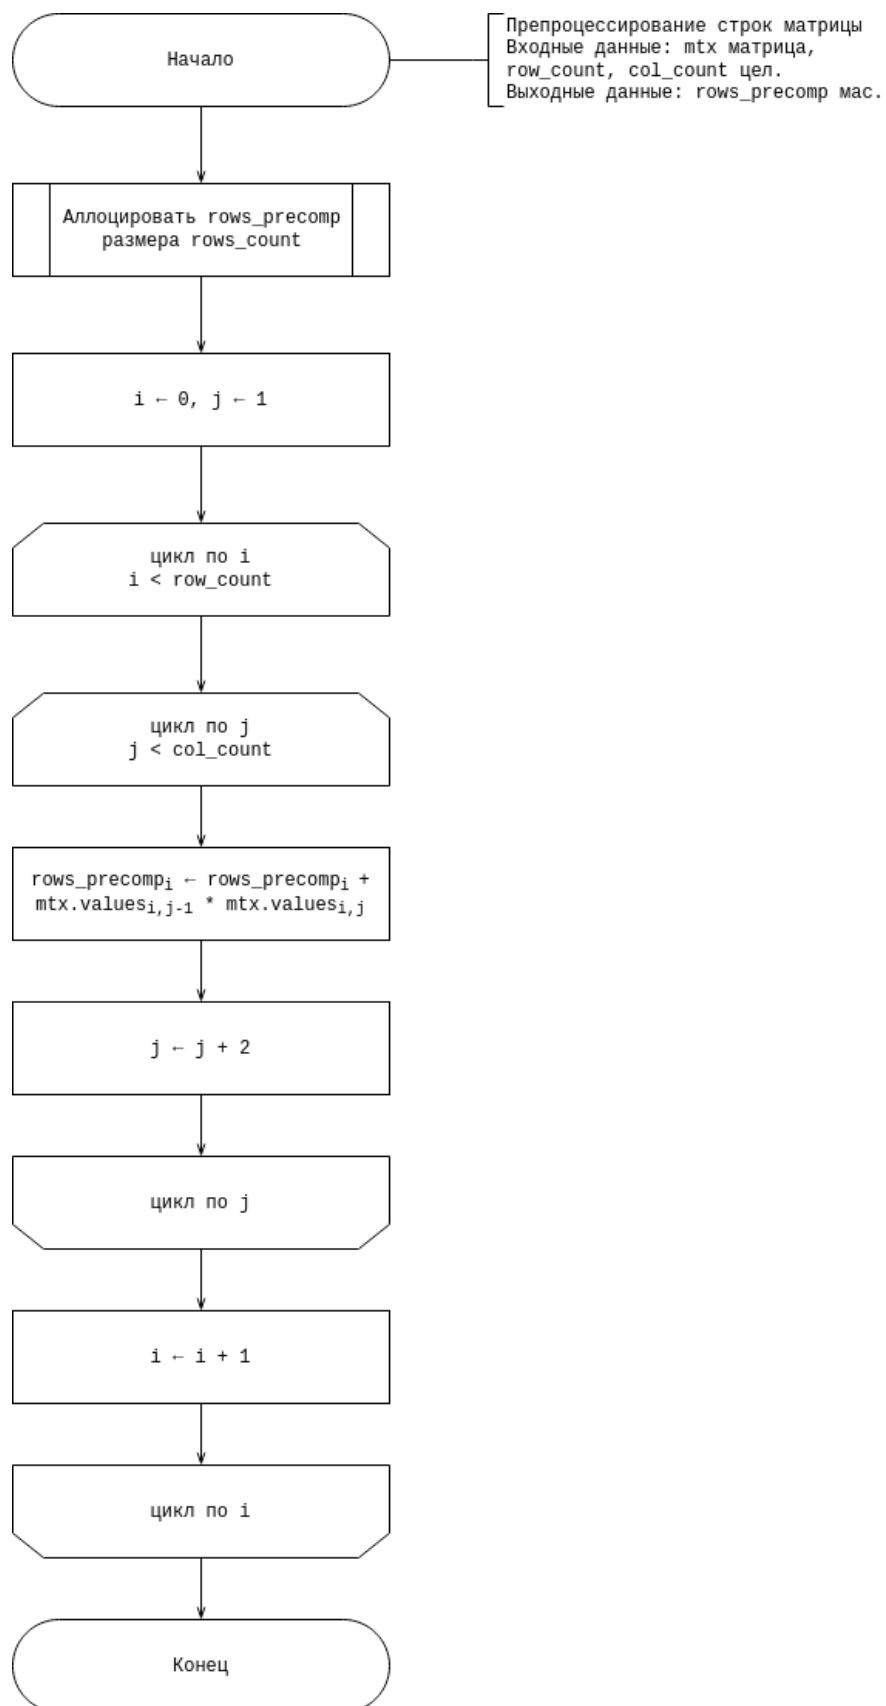 Начало
Препроцессирование строк матрицы
Входные данные: mtx матрица,
row_count, col_count цел.
Выходные данные: rows_precomp мас.
Аллоцировать rows_precomp
размера rows_count
i ← 0, j ← 1
цикл по i
i < row_count
цикл по j
j < col_count
rows_precompi ← rows_precompi +
mtx.valuesi,j-1 * mtx.valuesi,j
j ← j + 2
цикл по j
i ← i + 1
цикл по i
Конец